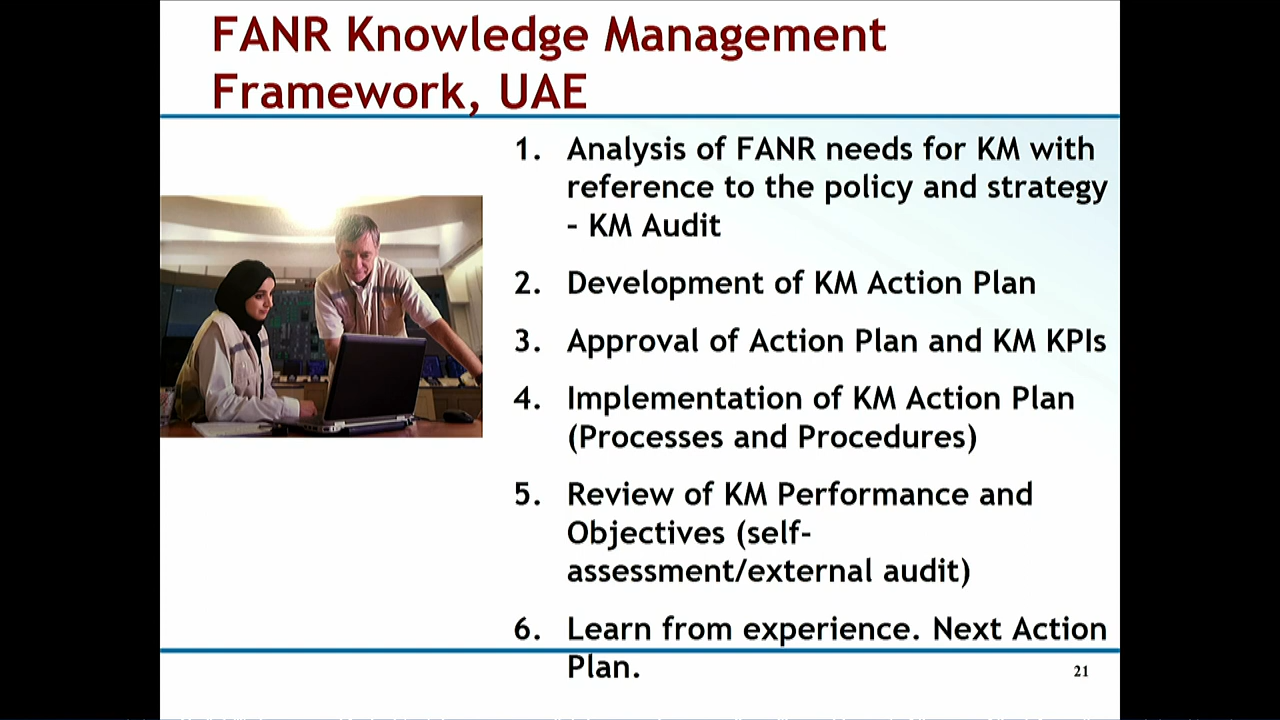 FANR Knowledge Management
Framework, UAE
1. Analysis of FANR needs for KM with
reference to the policy and strategy
– KM Audit
2. Development of KM Action Plan
3. Approval of Action Plan and KM KPIs
4. Implementation of KM Action Plan
(Processes and Procedures)
5. Review of KM Performance and
Objectives (self-
assessment/external audit)
6. Learn from experience. Next Action
Plan.
21